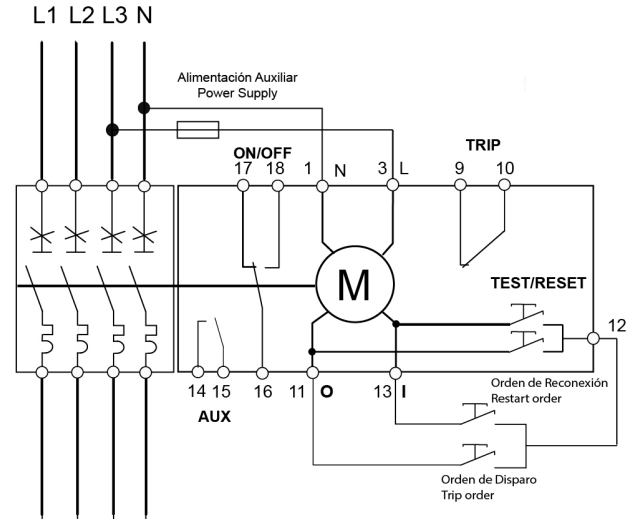 L1 L2 L3 N
Alimentación Auxiliar
Power Supply
ON/OFF
TRIP
17 18 1 N 3 L 9 10
M
TEST/RESET
12
14 15 16 11 O 13 I
AUX
Orden de Reconexión
Restart order
Orden de Disparo
Trip order